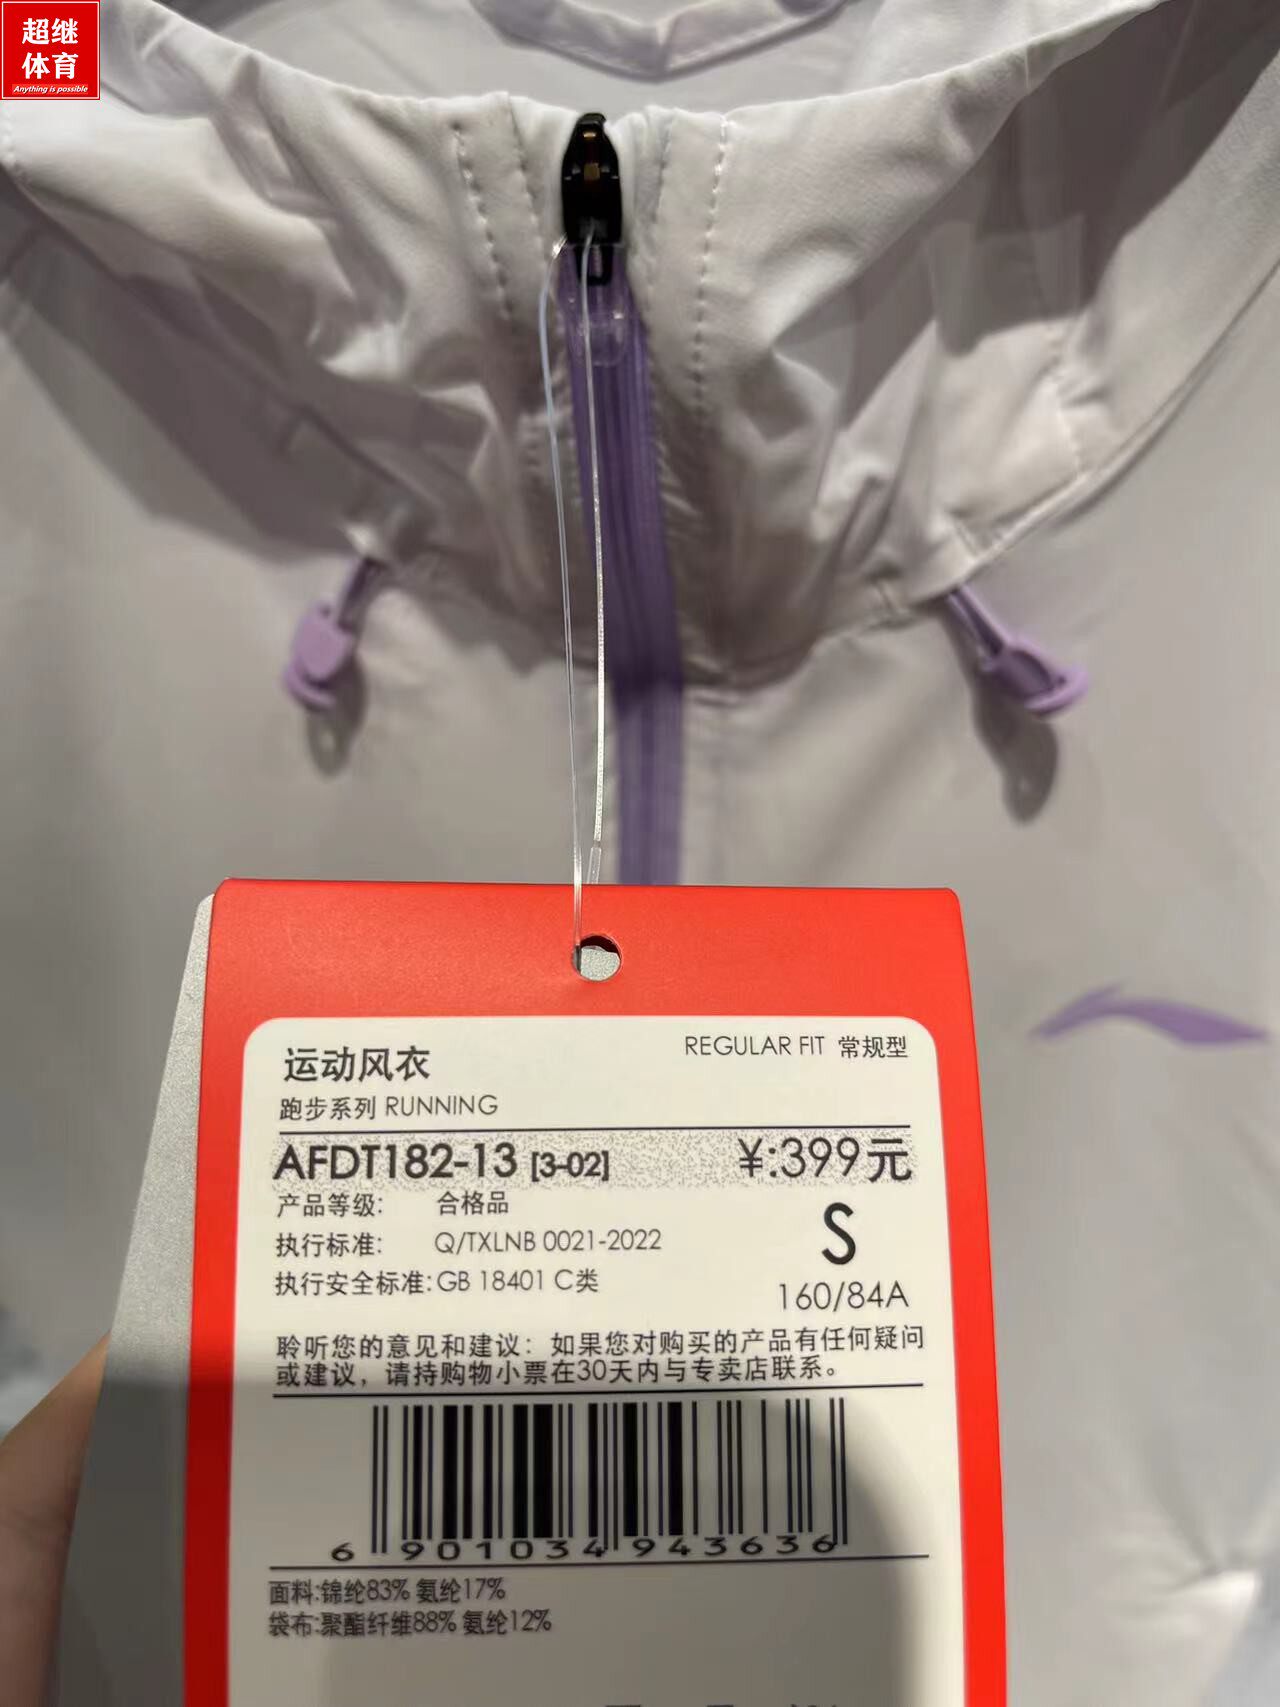 超继
体育
Anything is possible
运动风衣
REGULAR FIT 常规型
跑步系列 RUNNING
AFDT182-13 [3-02]
¥:399元
产品等级: 合格品
执行标准: Q/TXLNB 0021-2022
S
执行安全标准: GB 18401 C类
160/84A
聆听您的意见和建议：如果您对购买的产品有任何疑问
或建议，请持购物小票在30天内与专卖店联系。
6 901034 943636
面料:锦纶83% 氨纶17%
袋布:聚酯纤维88% 氨纶12%